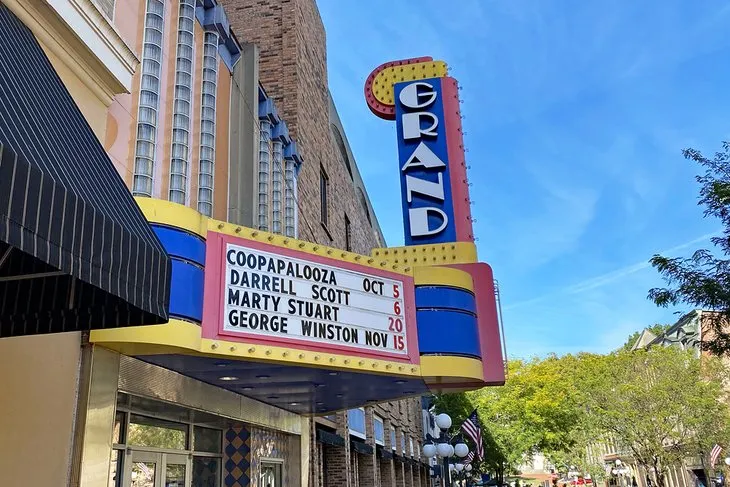 GRAND
COOPAPALOOZA OCT 5
DARRELL SCOTT 6
MARTY STUART 20
GEORGE WINSTON NOV 15